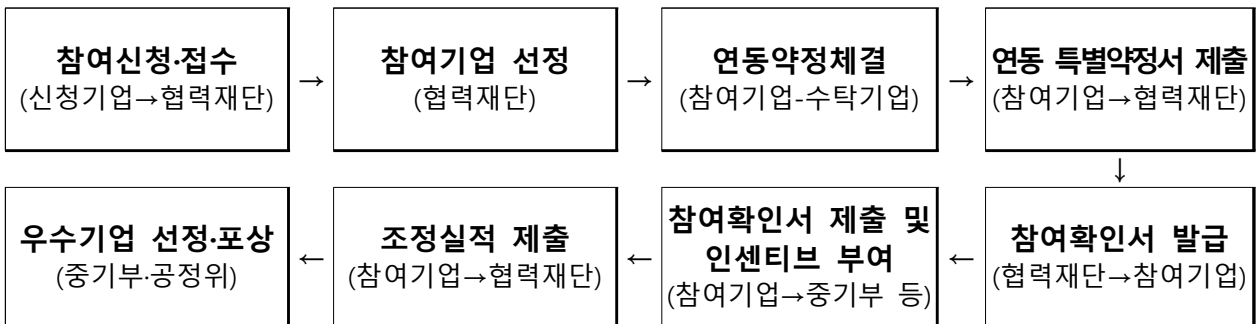 참여신청·접수
(신청기업→협력재단)
→
참여기업 선정
(협력재단)
→
연동약정체결
(참여기업-수탁기업)
→
연동 특별약정서 제출
(참여기업→협력재단)
↓
우수기업 선정·포상
(중기부·공정위)
←
조정실적 제출
(참여기업→협력재단)
←
참여확인서 제출 및
인센티브 부여
(참여기업→중기부 등)
←
참여확인서 발급
(협력재단→참여기업)